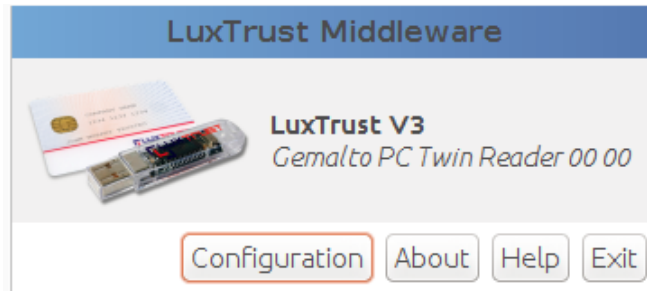 LuxTrust Middleware
LuxTrust V3
Gemalto PC Twin Reader 00 00
Configuration About Help Exit